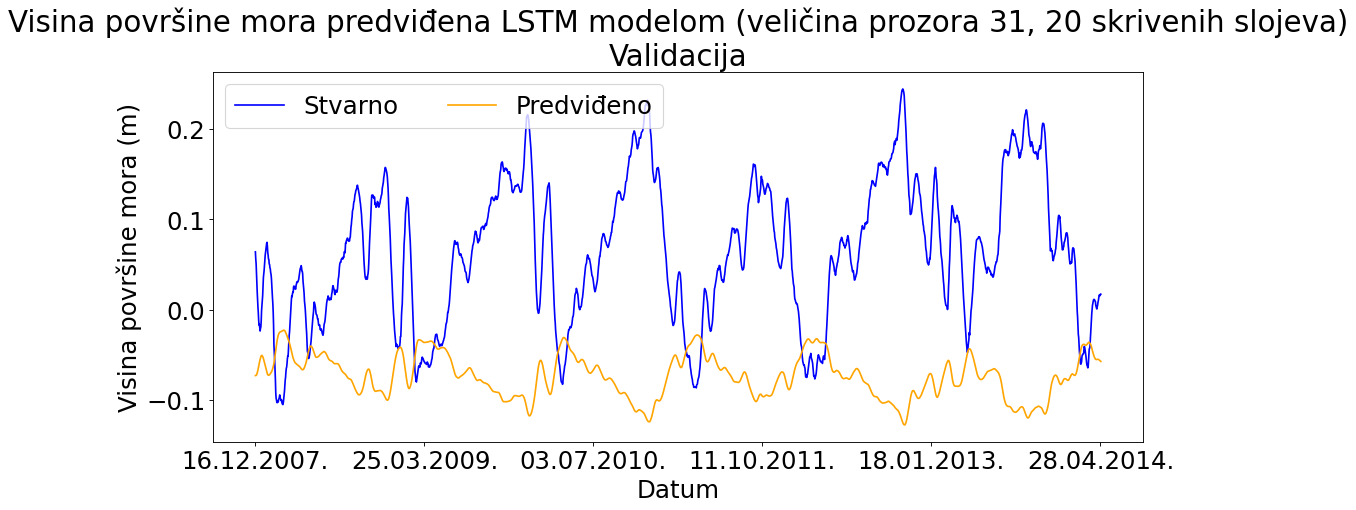 Visina površine mora predviđena LSTM modelom (veličina prozora 31, 20 skrivenih slojeva)
Validacija
Stvarno
Predviđeno
Visina površine mora (m)
0.2
0.1
0.0
−0.1
16.12.2007.
25.03.2009.
03.07.2010.
11.10.2011.
18.01.2013.
28.04.2014.
Datum